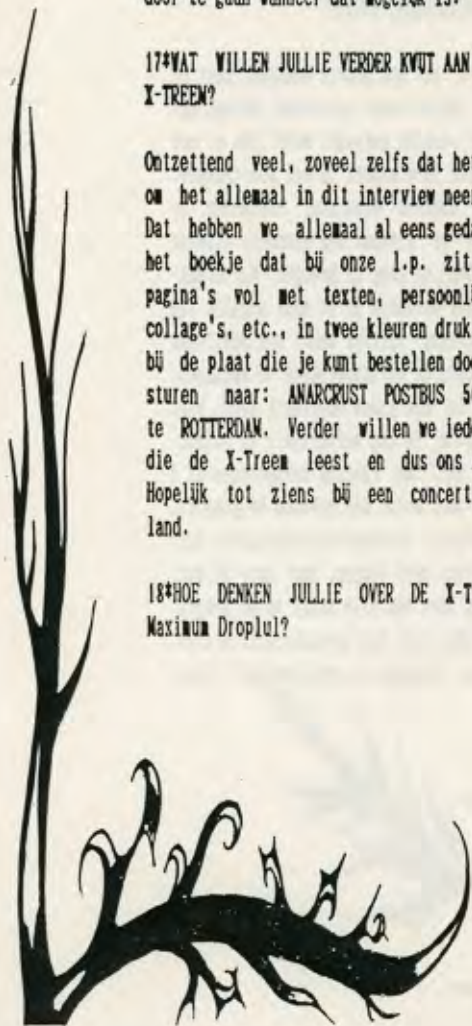 door te gaan wanneer dat mogelijk is.
17*WAT WILLEN JULLIE VERDER KWIJT AAN
X-TREEM?
Ontzettend veel, zoveel zelfs dat he
om het allemaal in dit interview neer
Dat hebben we allemaal al eens geda
het boekje dat bij onze l.p. zit
pagina's vol met texten, persoonli
collage's, etc., in twee kleuren druk
bij de plaat die je kunt bestellen doo
sturen naar: ANARCRUST POSTBUS 5
te ROTTERDAM. Verder willen we iede
die de X-Treem leest en dus ons
Hopelijk tot ziens bij een concert
land.
18*HOE DENKEN JULLIE OVER DE X-T
Maximum Droplul?